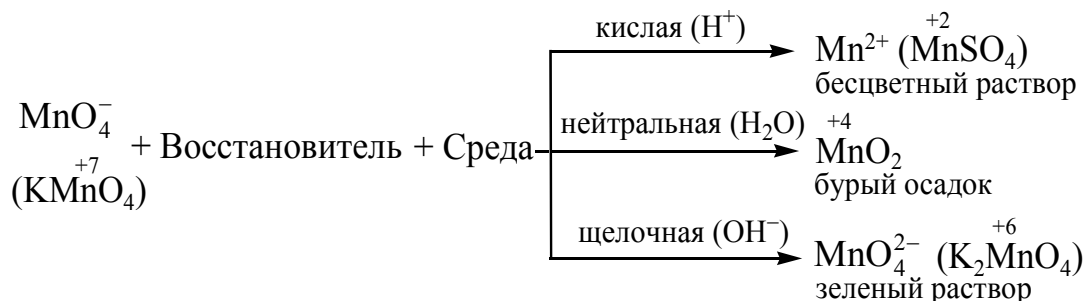 кислая (H⁺)
+2
Mn²⁺ (MnSO₄)
бесцветный раствор
MnO₄⁻
+ Восстановитель + Среда
+7
(KMnO₄)
нейтральная (H₂O)
+4
MnO₂
бурый осадок
щелочная (OH⁻)
+6
MnO₄²⁻ (K₂MnO₄)
зеленый раствор